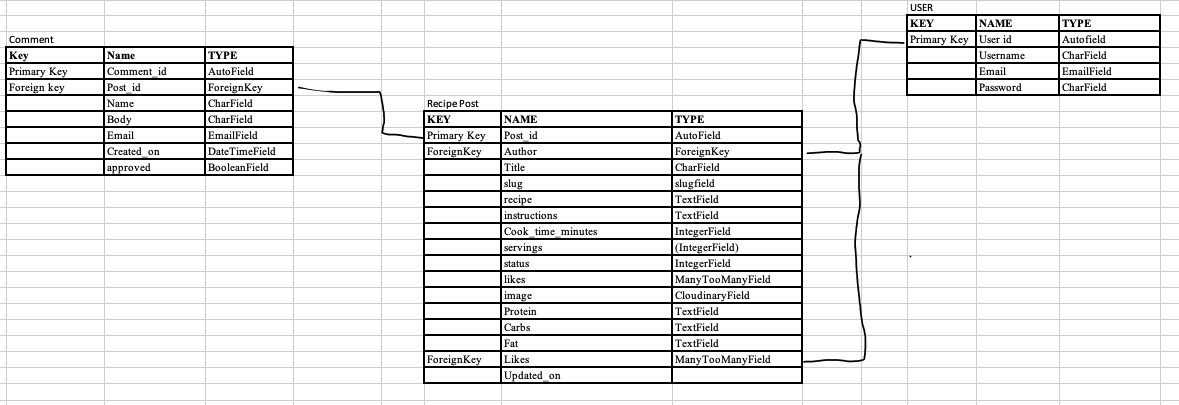 Comment
Key Name TYPE
Primary Key Comment_id AutoField
Foreign key Post_id ForeignKey
Name CharField
Body CharField
Email EmailField
Created_on DateTimeField
approved BooleanField
Recipe Post
KEY NAME TYPE
Primary Key Post_id AutoField
ForeignKey Author ForeignKey
Title CharField
slug slugfield
recipe TextField
instructions TextField
Cook_time_minutes IntegerField
servings (IntegerField)
status IntegerField
likes ManyTooManyField
image CloudinaryField
Protein TextField
Carbs TextField
Fat TextField
ForeignKey Likes ManyTooManyField
Updated_on
USER
KEY NAME TYPE
Primary Key User id Autofield
Username CharField
Email EmailField
Password CharField